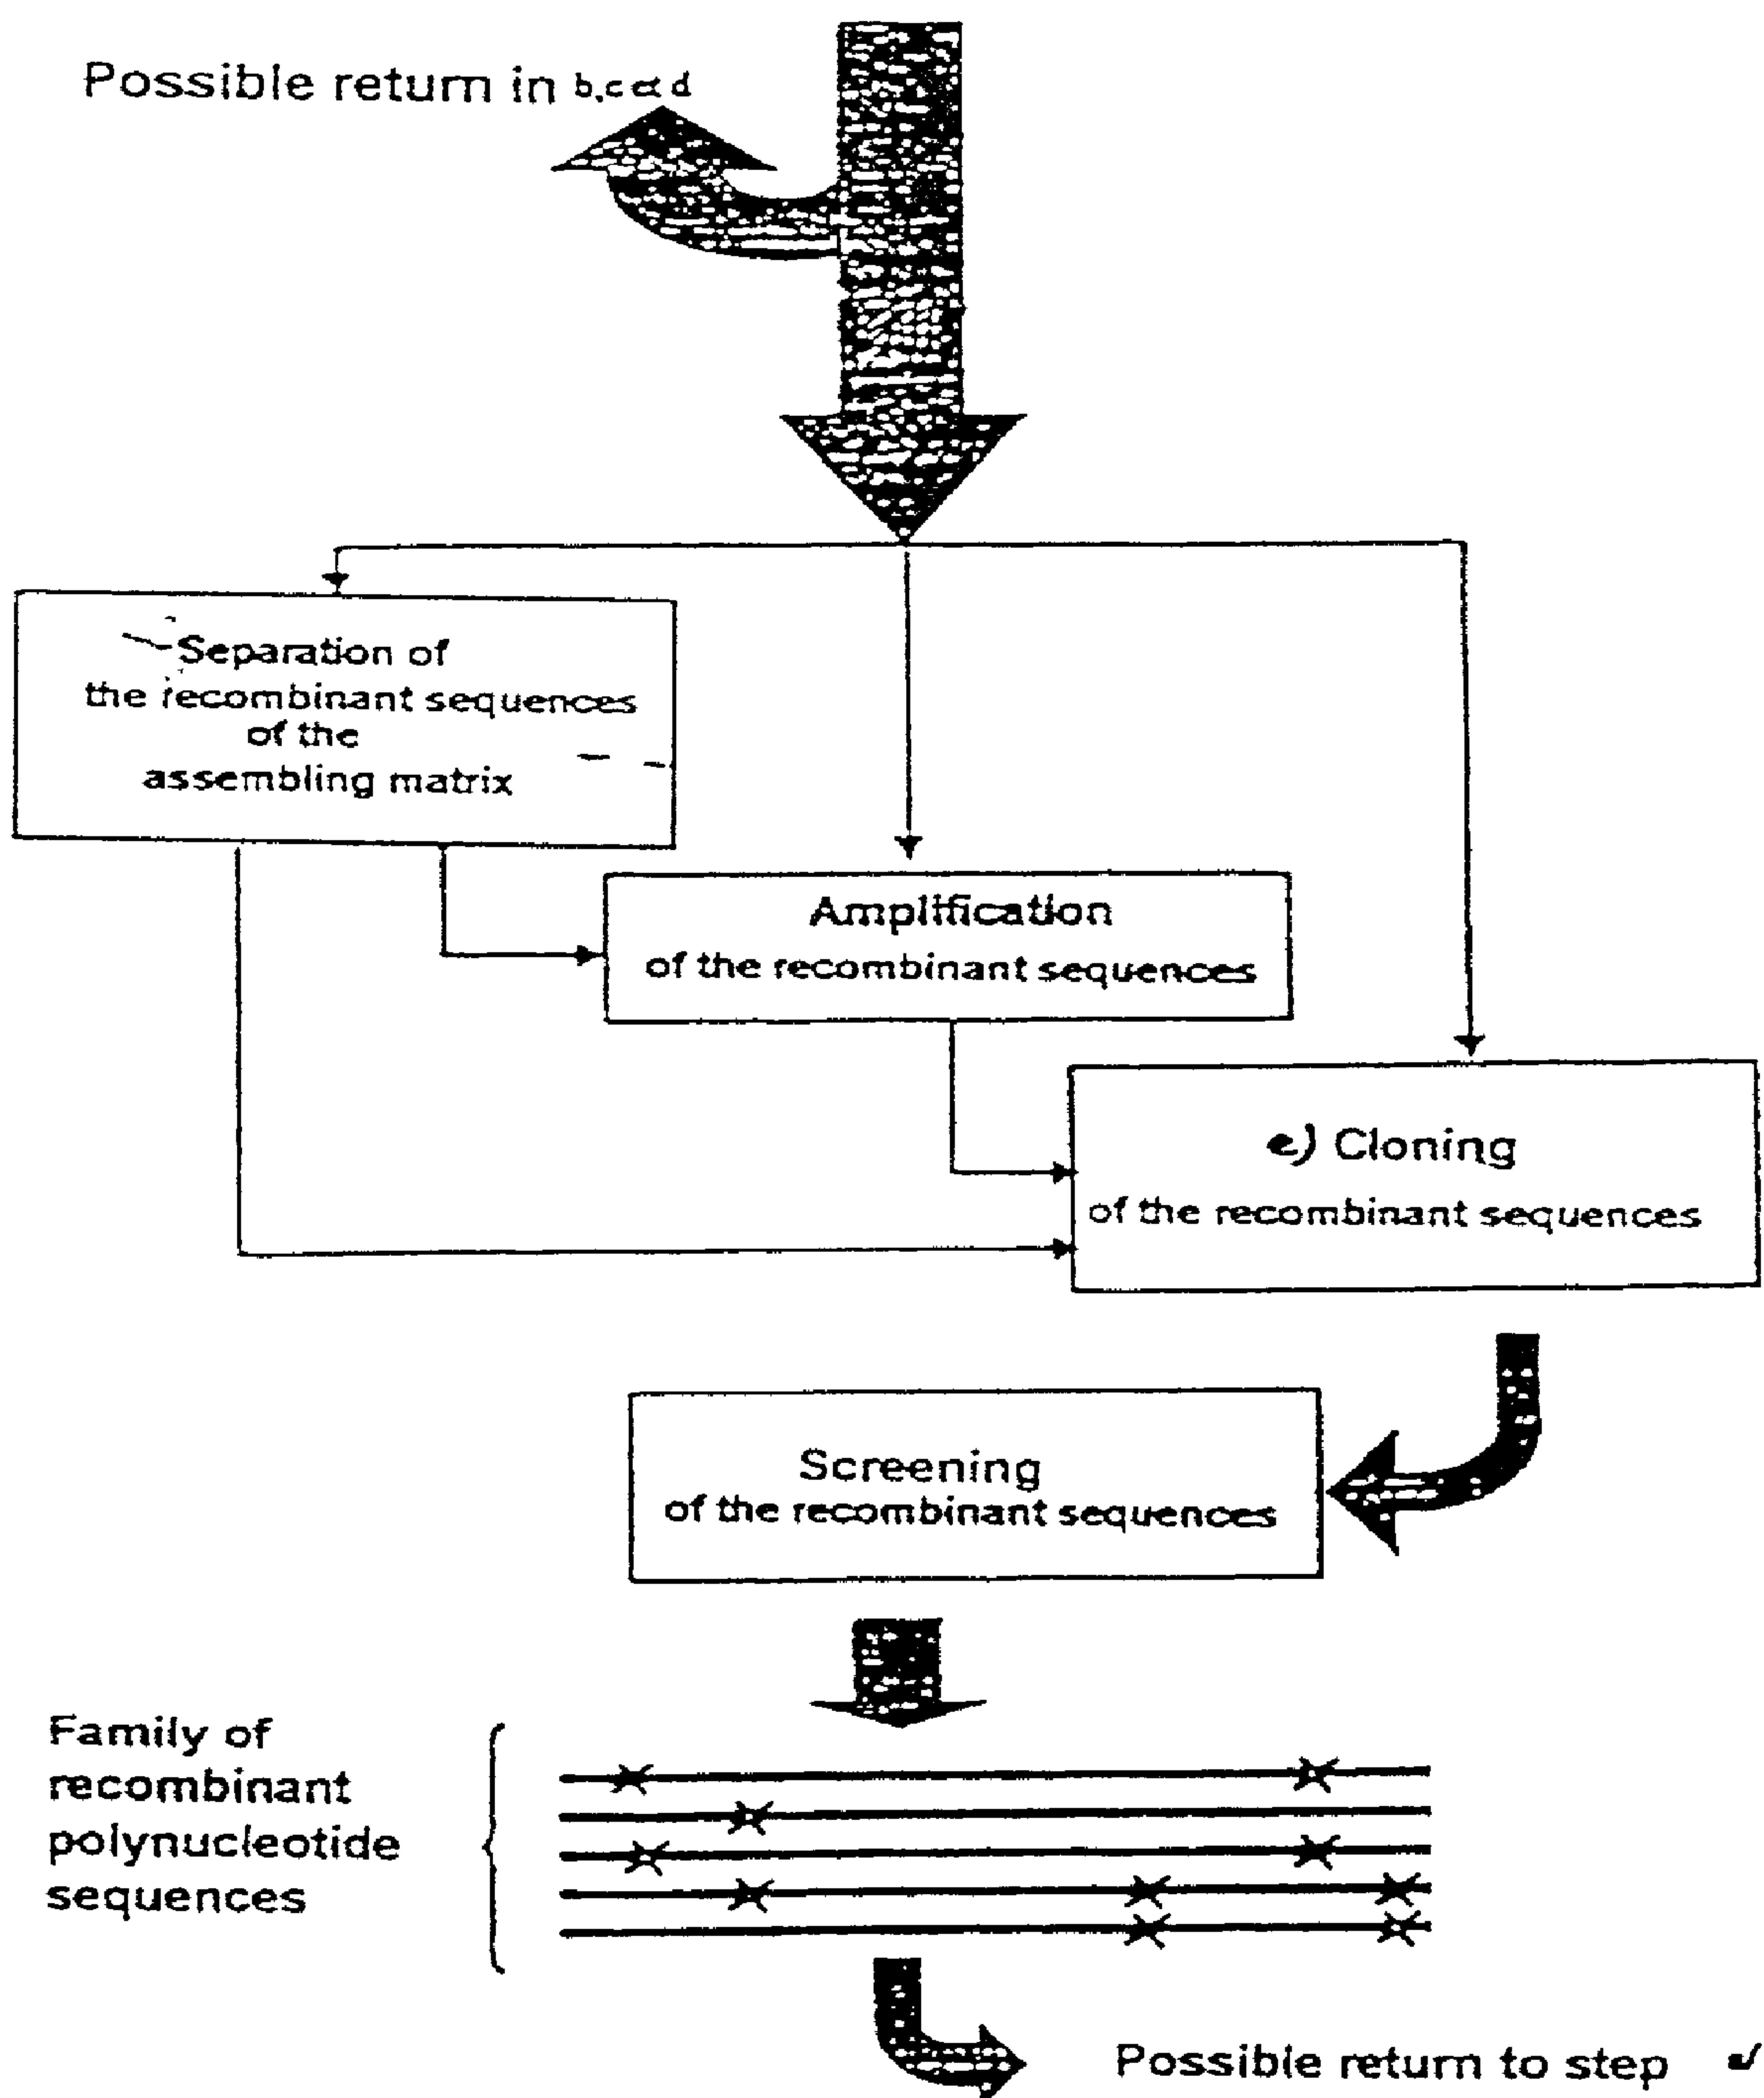 Possible return in b, c et d
Separation of
the recombinant sequences
of the
assembling matrix
Amplification
of the recombinant sequences
e) Cloning
of the recombinant sequences
Screening
of the recombinant sequences
Family of
recombinant
polynucleotide
sequences
Possible return to step